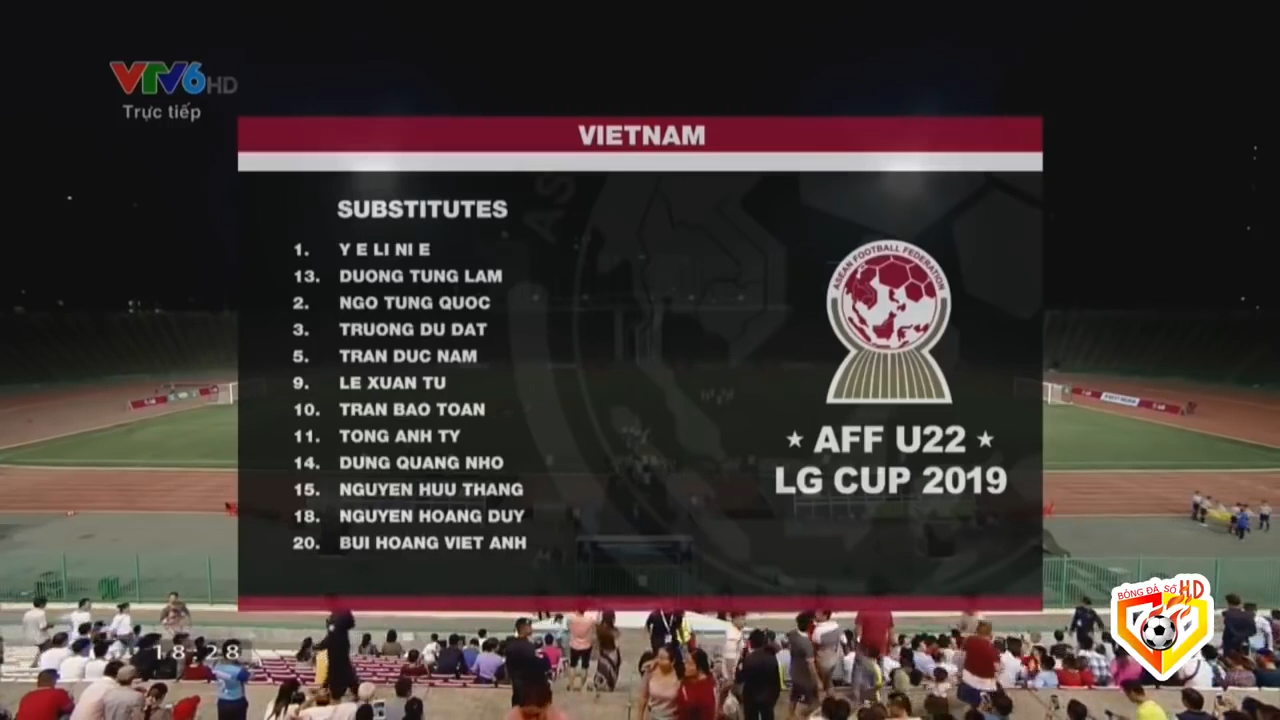 VTV6HD
Trực tiếp
VIETNAM
SUBSTITUTES
1. Y E LI NI E
13. DUONG TUNG LAM
2. NGO TUNG QUOC
3. TRUONG DU DAT
5. TRAN DUC NAM
9. LE XUAN TU
10. TRAN BAO TOAN
11. TONG ANH TY
14. DUNG QUANG NHO
15. NGUYEN HUU THANG
18. NGUYEN HOANG DUY
20. BUI HOANG VIET ANH
ASEAN FOOTBALL FEDERATION
AFF U22
LG CUP 2019
BÓNG ĐÁ SỐ HD
18:28